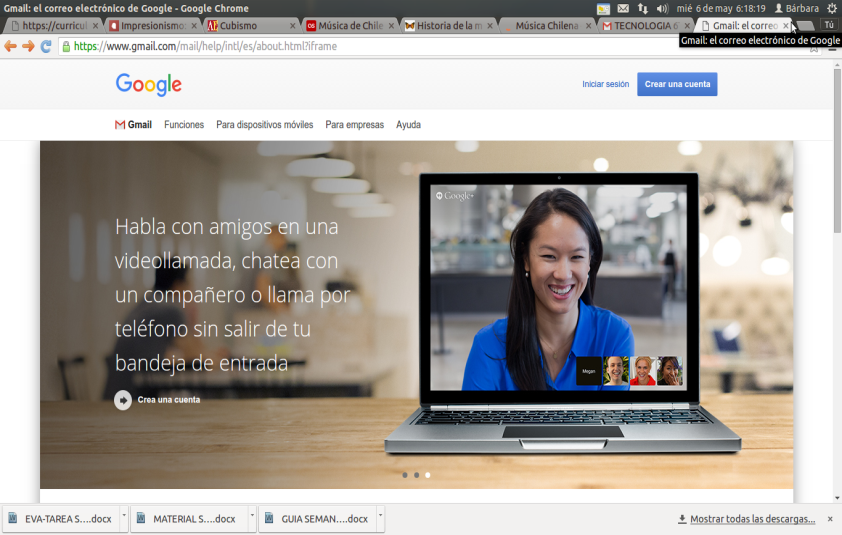 Gmail: el correo electrónico de Google - Google Chrome
mié 6 de may 6:18:19
Bárbara
https://curricul
Impresionismo:
Cubismo
Música de Chile
Historia de la m
Música Chilena
TECNOLOGIA 6
Gmail: el correo
Tú
Gmail: el correo electrónico de Google
https://www.gmail.com/mail/help/intl/es/about.html?iframe
Google
Iniciar sesión
Crear una cuenta
Gmail
Funciones
Para dispositivos móviles
Para empresas
Ayuda
Google+
Habla con amigos en una
videollamada, chatea con
un compañero o llama por
teléfono sin salir de tu
bandeja de entrada
Megan
Crea una cuenta
EVA-TAREA S....docx
MATERIAL S....docx
GUIA SEMAN....docx
Mostrar todas las descargas...